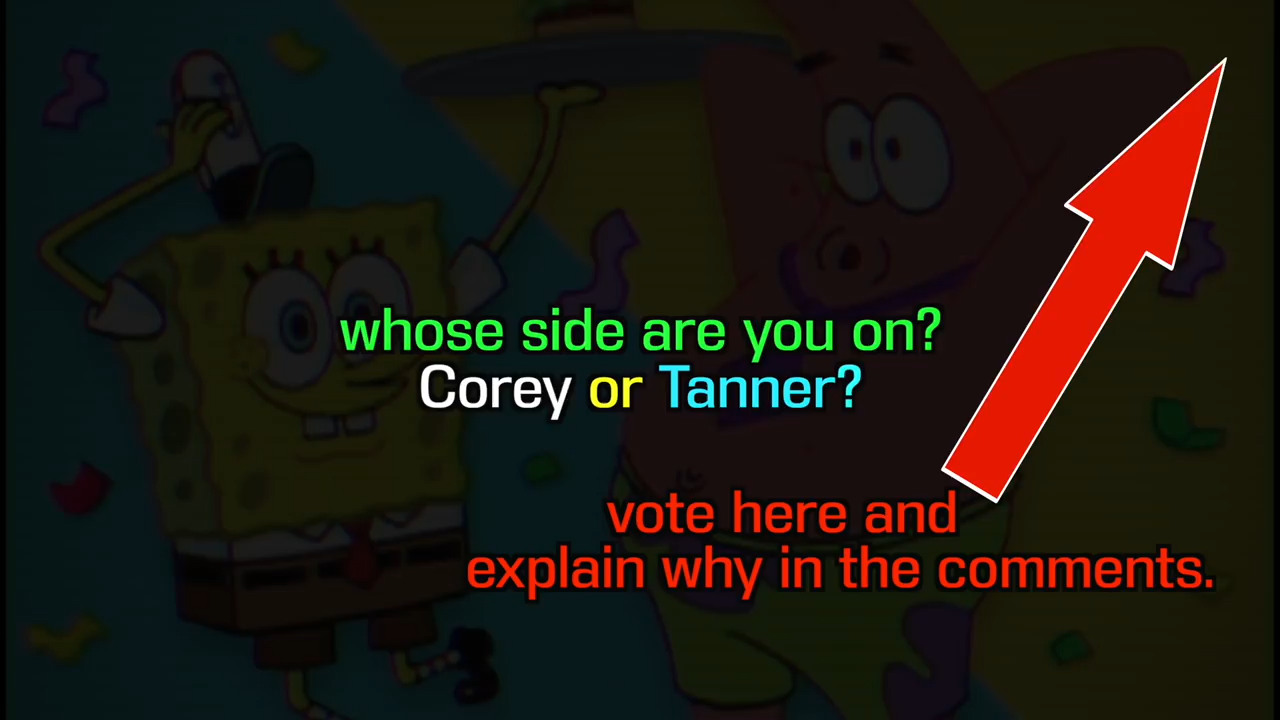 whose side are you on?
Corey or Tanner?
vote here and
explain why in the comments.